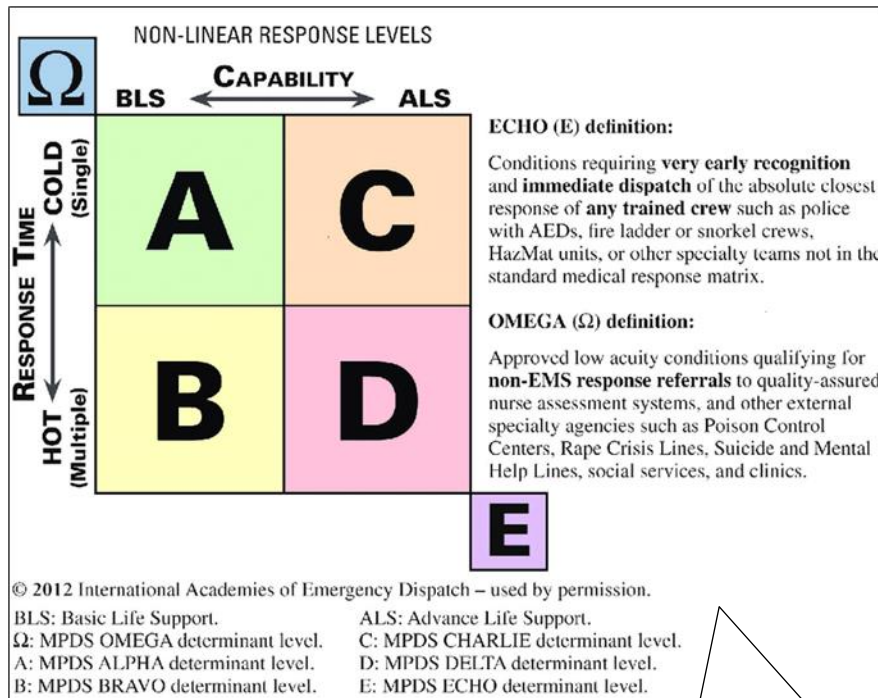 NON-LINEAR RESPONSE LEVELS
Ω
CAPABILITY
BLS
ALS
RESPONSE TIME
COLD
(Single)
HOT
(Multiple)
A
C
B
D
E
ECHO (E) definition:
Conditions requiring very early recognition
and immediate dispatch of the absolute closest
response of any trained crew such as police
with AEDs, fire ladder or snorkel crews,
HazMat units, or other specialty teams not in the
standard medical response matrix.
OMEGA (Ω) definition:
Approved low acuity conditions qualifying for
non-EMS response referrals to quality-assured
nurse assessment systems, and other external
specialty agencies such as Poison Control
Centers, Rape Crisis Lines, Suicide and Mental
Help Lines, social services, and clinics.
© 2012 International Academies of Emergency Dispatch – used by permission.
BLS: Basic Life Support.
Ω: MPDS OMEGA determinant level.
A: MPDS ALPHA determinant level.
B: MPDS BRAVO determinant level.
ALS: Advance Life Support.
C: MPDS CHARLIE determinant level.
D: MPDS DELTA determinant level.
E: MPDS ECHO determinant level.